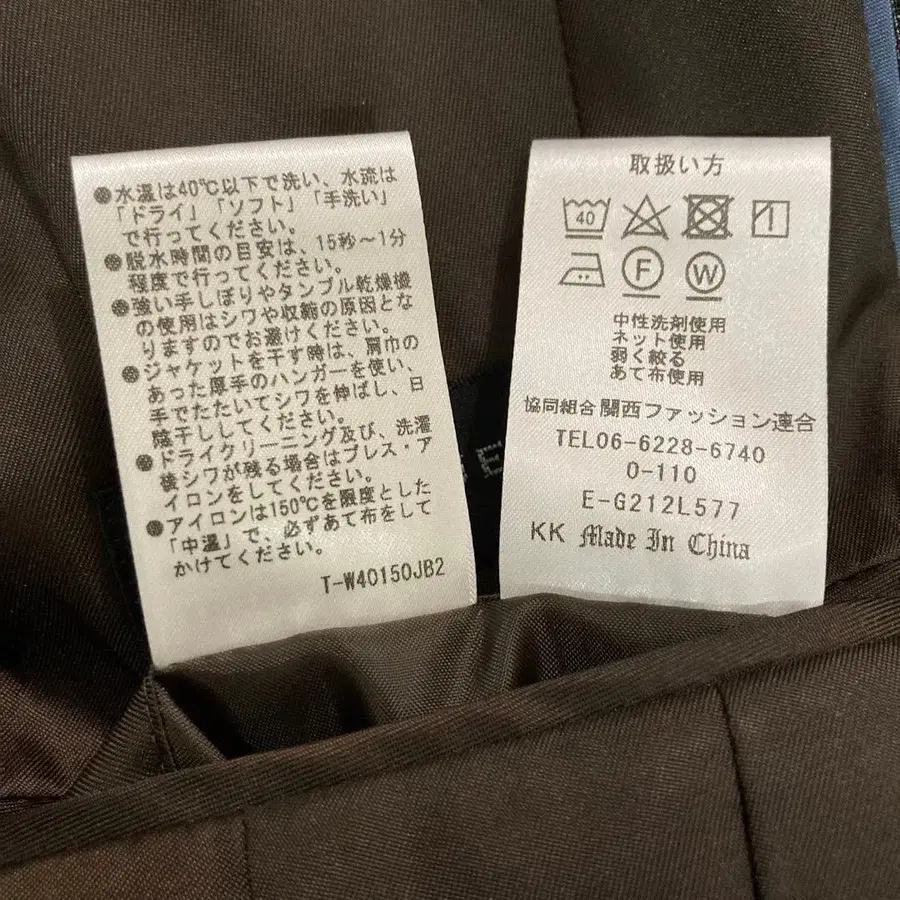 ●水温は40℃以下で洗い、水流は
「ドライ」「ソフト」「手洗い」
で行ってください。
●脱水時間の目安は、15秒～1分
程度で行ってください。
●強い手しぼりやタンブル乾燥機
の使用はシワや収縮の原因とな
りますのでお避けください。
●ジャケットを干す時は、肩巾の
あった厚手のハンガーを使い、
手でたたいてシワを伸ばし、日
陰干ししてください。
●ドライクリーニング及び、洗濯
後シワが残る場合はプレス・ア
イロンをしてください。
●アイロンは150℃を限度とした
「中温」で、必ずあて布をして
かけてください。
T-W40150JB2
取扱い方
40
F W
中性洗剤使用
ネット使用
弱く絞る
あて布使用
協同組合 関西ファッション連合
TEL06-6228-6740
0-110
E-G212L577
KK Made In China